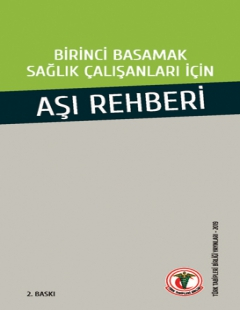 BİRİNCİ BASAMAK
SAĞLIK ÇALIŞANLARI İÇİN
AŞI REHBERİ
2. BASKI
TÜRK TABİPLERİ BİRLİĞİ YAYINLARI - 2019